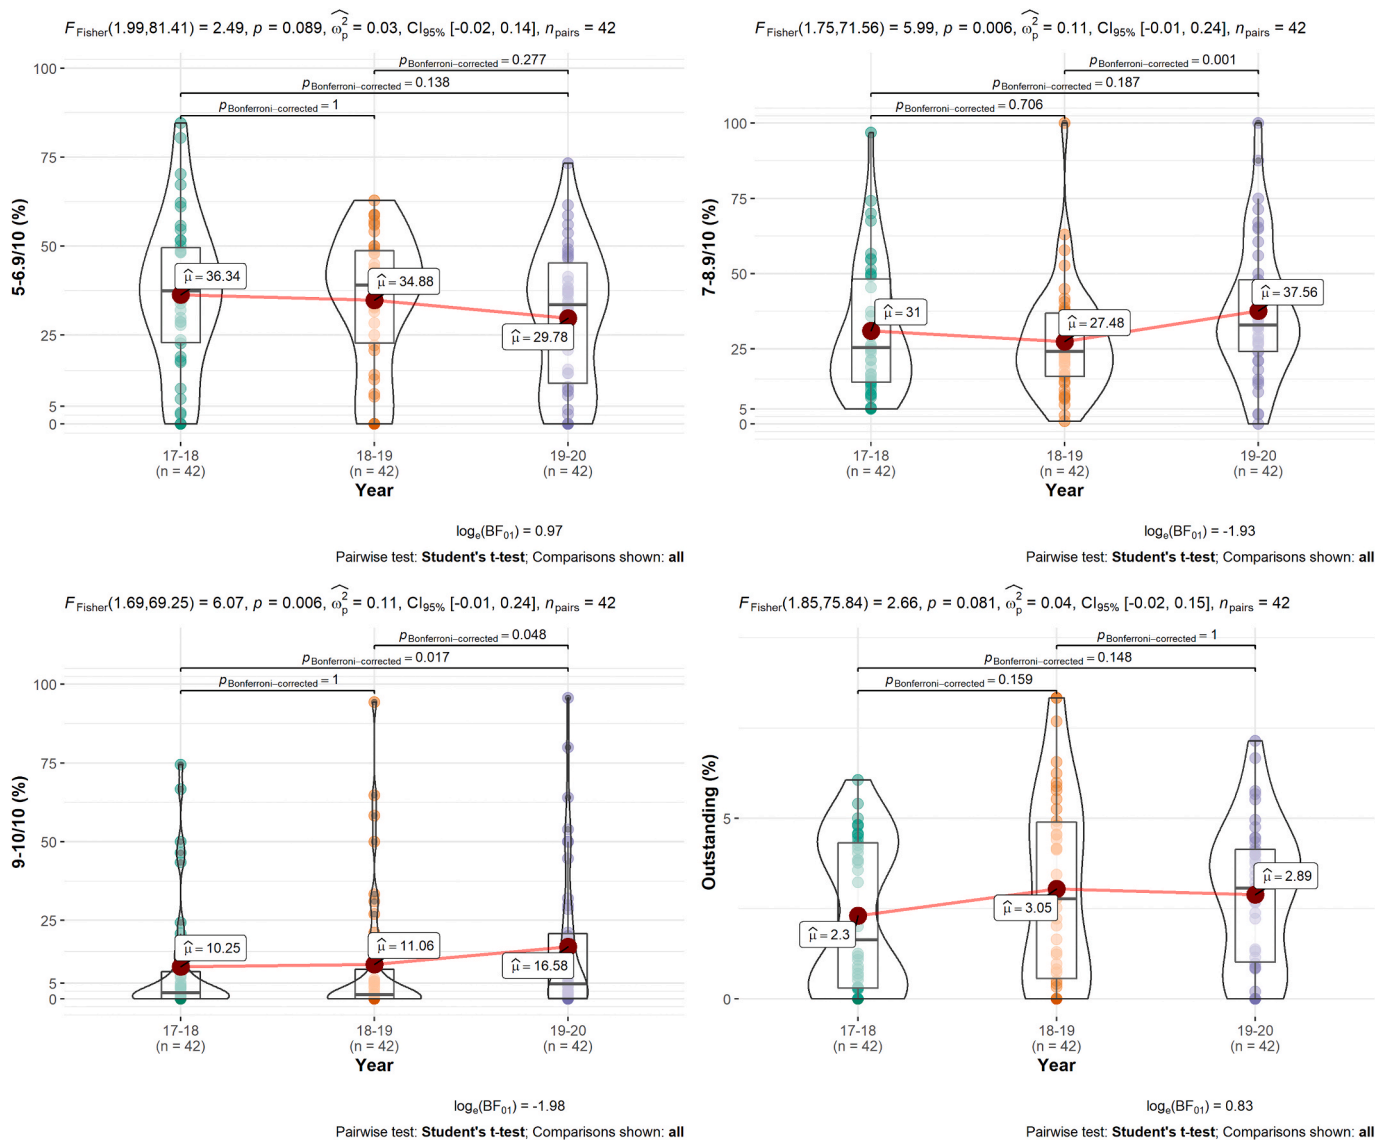 F Fisher(1.99,81.41) = 2.49, p = 0.089, ω̂²p = 0.03, CI95% [-0.02, 0.14], npairs = 42
pBonferroni−corrected = 0.277
pBonferroni−corrected = 0.138
pBonferroni−corrected = 1
100
75
50
25
5
0
5-6.9/10 (%)
μ̂ = 36.34
μ̂ = 34.88
μ̂ = 29.78
17-18 18-19 19-20
(n = 42) (n = 42) (n = 42)
Year
loge(BF01) = 0.97
Pairwise test: Student's t-test; Comparisons shown: all
F Fisher(1.75,71.56) = 5.99, p = 0.006, ω̂²p = 0.11, CI95% [-0.01, 0.24], npairs = 42
pBonferroni−corrected = 0.001
pBonferroni−corrected = 0.187
pBonferroni−corrected = 0.706
100
75
50
25
5
0
7-8.9/10 (%)
μ̂ = 31
μ̂ = 27.48
μ̂ = 37.56
17-18 18-19 19-20
(n = 42) (n = 42) (n = 42)
Year
loge(BF01) = -1.93
Pairwise test: Student's t-test; Comparisons shown: all
F Fisher(1.69,69.25) = 6.07, p = 0.006, ω̂²p = 0.11, CI95% [-0.01, 0.24], npairs = 42
pBonferroni−corrected = 0.048
pBonferroni−corrected = 0.017
pBonferroni−corrected = 1
100
75
50
25
5
0
9-10/10 (%)
μ̂ = 10.25
μ̂ = 11.06
μ̂ = 16.58
17-18 18-19 19-20
(n = 42) (n = 42) (n = 42)
Year
loge(BF01) = -1.98
Pairwise test: Student's t-test; Comparisons shown: all
F Fisher(1.85,75.84) = 2.66, p = 0.081, ω̂²p = 0.04, CI95% [-0.02, 0.15], npairs = 42
pBonferroni−corrected = 1
pBonferroni−corrected = 0.148
pBonferroni−corrected = 0.159
5
0
Outstanding (%)
μ̂ = 2.3
μ̂ = 3.05
μ̂ = 2.89
17-18 18-19 19-20
(n = 42) (n = 42) (n = 42)
Year
loge(BF01) = 0.83
Pairwise test: Student's t-test; Comparisons shown: all